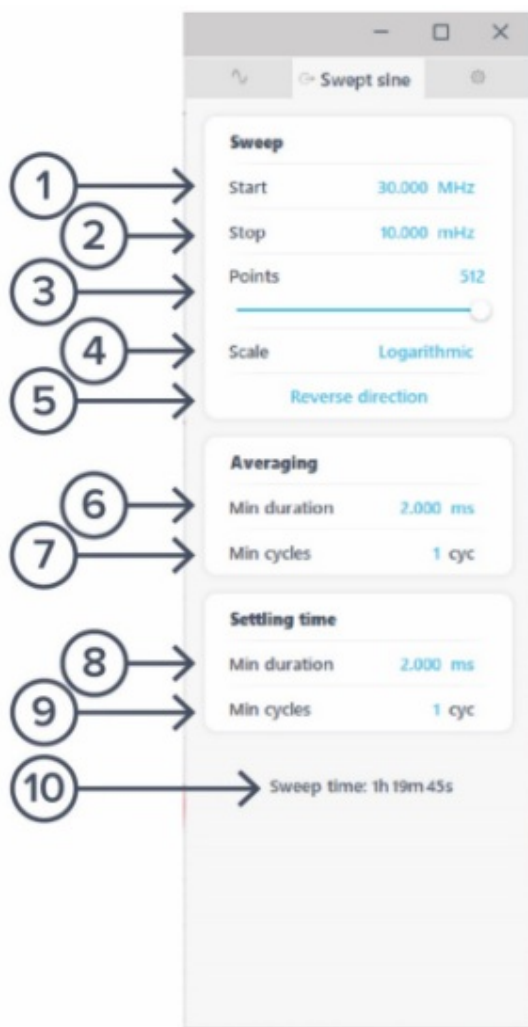 Swept sine
Sweep
1 Start 30.000 MHz
2 Stop 10.000 mHz
3 Points 512
4 Scale Logarithmic
5 Reverse direction
Averaging
6 Min duration 2.000 ms
7 Min cycles 1 cyc
Settling time
8 Min duration 2.000 ms
9 Min cycles 1 cyc
10 Sweep time: 1h 19m 45s